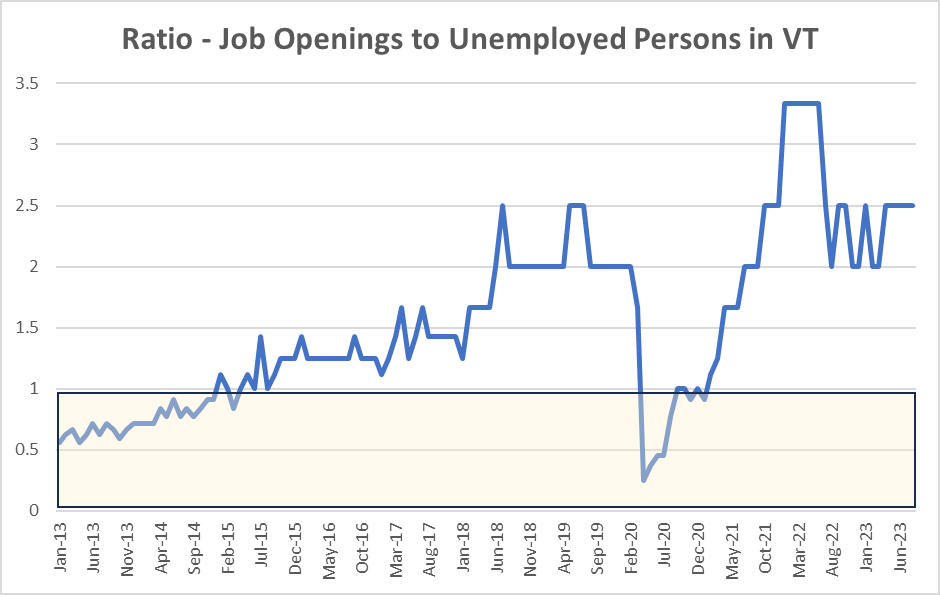 Ratio - Job Openings to Unemployed Persons in VT
3.5
3
2.5
2
1.5
1
0.5
0
Jan-13
Jun-13
Nov-13
Apr-14
Sep-14
Feb-15
Jul-15
Dec-15
May-16
Oct-16
Mar-17
Aug-17
Jan-18
Jun-18
Nov-18
Apr-19
Sep-19
Feb-20
Jul-20
Dec-20
May-21
Oct-21
Mar-22
Aug-22
Jan-23
Jun-23